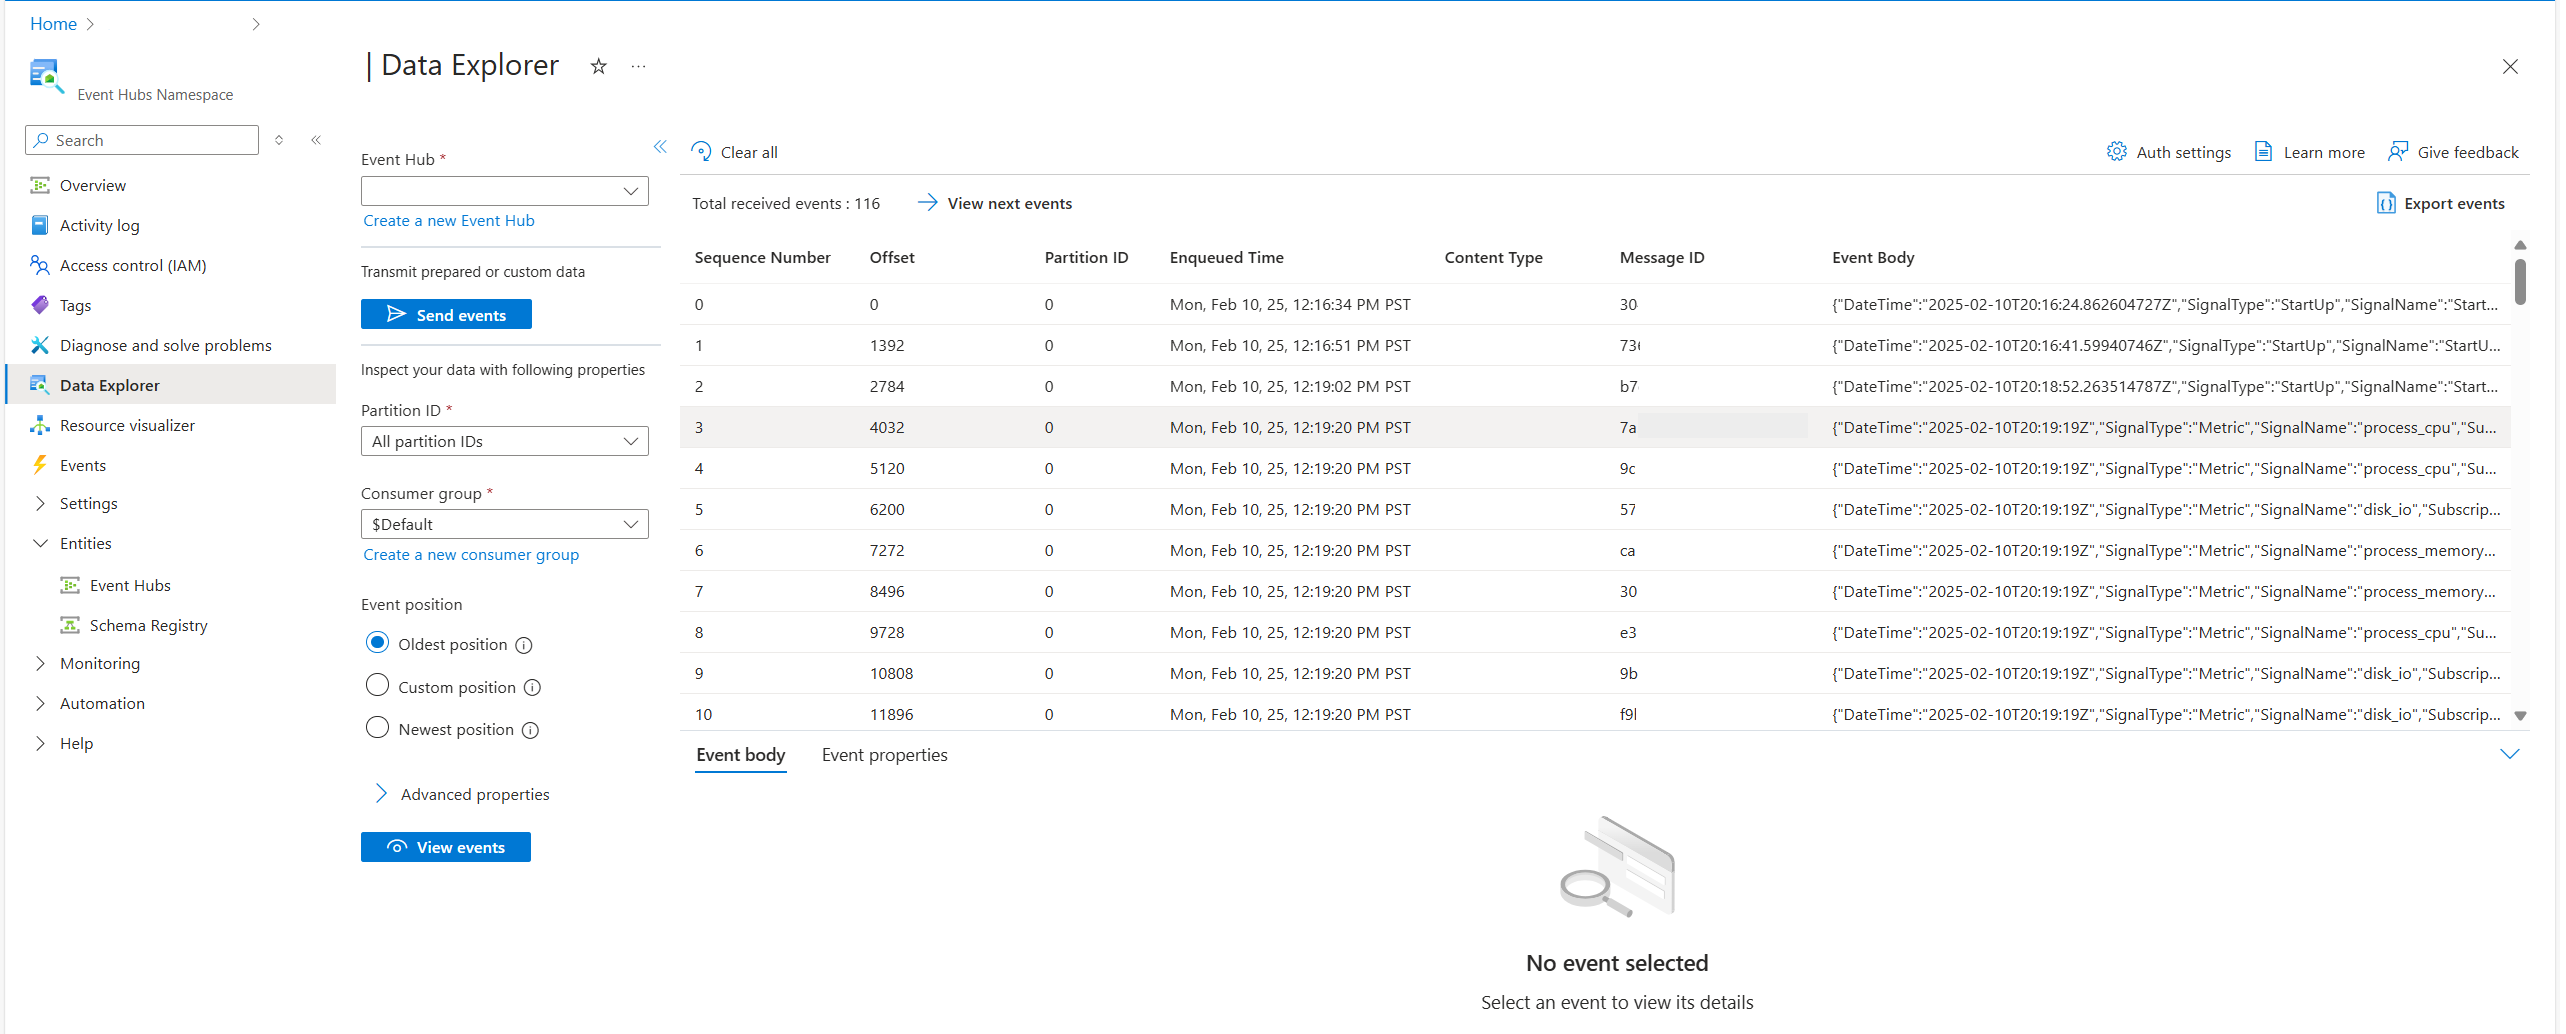 Home
| Data Explorer
Event Hubs Namespace
Search
Overview
Activity log
Access control (IAM)
Tags
Diagnose and solve problems
Data Explorer
Resource visualizer
Events
Settings
Entities
Event Hubs
Schema Registry
Monitoring
Automation
Help
Event Hub *
Create a new Event Hub
Transmit prepared or custom data
Send events
Inspect your data with following properties
Partition ID *
All partition IDs
Consumer group *
$Default
Create a new consumer group
Event position
Oldest position
Custom position
Newest position
Advanced properties
View events
Clear all
Auth settings
Learn more
Give feedback
Total received events : 116
View next events
Export events
Sequence Number Offset Partition ID Enqueued Time Content Type Message ID Event Body
0 0 0 Mon, Feb 10, 25, 12:16:34 PM PST 30 {"DateTime":"2025-02-10T20:16:24.862604727Z","SignalType":"StartUp","SignalName":"Start...
1 1392 0 Mon, Feb 10, 25, 12:16:51 PM PST 73 {"DateTime":"2025-02-10T20:16:41.59940746Z","SignalType":"StartUp","SignalName":"StartU...
2 2784 0 Mon, Feb 10, 25, 12:19:02 PM PST b7 {"DateTime":"2025-02-10T20:18:52.263514787Z","SignalType":"StartUp","SignalName":"Start...
3 4032 0 Mon, Feb 10, 25, 12:19:20 PM PST 7a {"DateTime":"2025-02-10T20:19:19Z","SignalType":"Metric","SignalName":"process_cpu","Su...
4 5120 0 Mon, Feb 10, 25, 12:19:20 PM PST 9c {"DateTime":"2025-02-10T20:19:19Z","SignalType":"Metric","SignalName":"process_cpu","Su...
5 6200 0 Mon, Feb 10, 25, 12:19:20 PM PST 57 {"DateTime":"2025-02-10T20:19:19Z","SignalType":"Metric","SignalName":"disk_io","Subscrip...
6 7272 0 Mon, Feb 10, 25, 12:19:20 PM PST ca {"DateTime":"2025-02-10T20:19:19Z","SignalType":"Metric","SignalName":"process_memory...
7 8496 0 Mon, Feb 10, 25, 12:19:20 PM PST 30 {"DateTime":"2025-02-10T20:19:19Z","SignalType":"Metric","SignalName":"process_memory...
8 9728 0 Mon, Feb 10, 25, 12:19:20 PM PST e3 {"DateTime":"2025-02-10T20:19:19Z","SignalType":"Metric","SignalName":"process_cpu","Su...
9 10808 0 Mon, Feb 10, 25, 12:19:20 PM PST 9b {"DateTime":"2025-02-10T20:19:19Z","SignalType":"Metric","SignalName":"disk_io","Subscrip...
10 11896 0 Mon, Feb 10, 25, 12:19:20 PM PST f9 {"DateTime":"2025-02-10T20:19:19Z","SignalType":"Metric","SignalName":"disk_io","Subscrip...
Event body Event properties
No event selected
Select an event to view its details